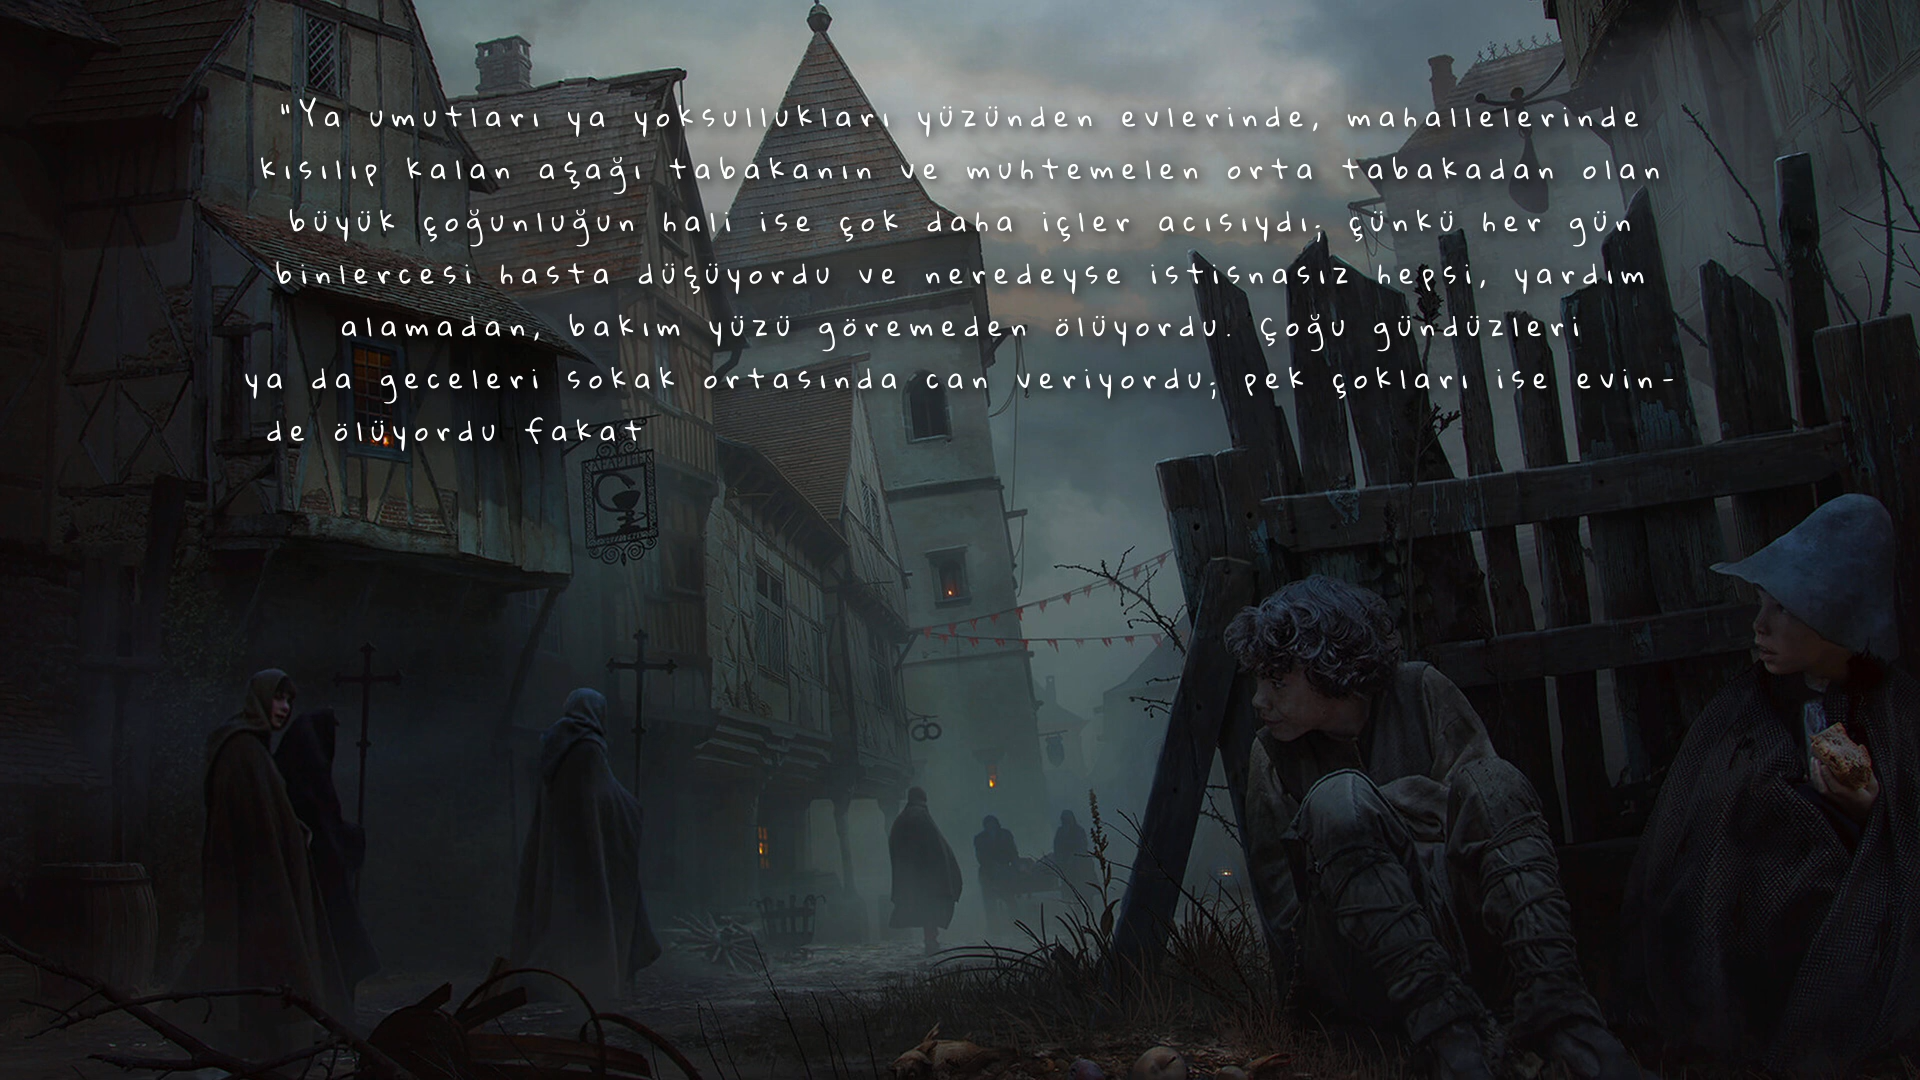 "Ya umutları ya yoksullukları yüzünden evlerinde, mahallelerinde
kısılıp kalan aşağı tabakanın ve muhtemelen orta tabakadan olan
büyük çoğunluğun hali ise çok daha içler acısıydı; çünkü her gün
binlercesi hasta düşüyordu ve neredeyse istisnasız hepsi, yardım
alamadan, bakım yüzü göremeden ölüyordu. Çoğu gündüzleri
ya da geceleri sokak ortasında can veriyordu; pek çokları ise evin-
de ölüyordu fakat